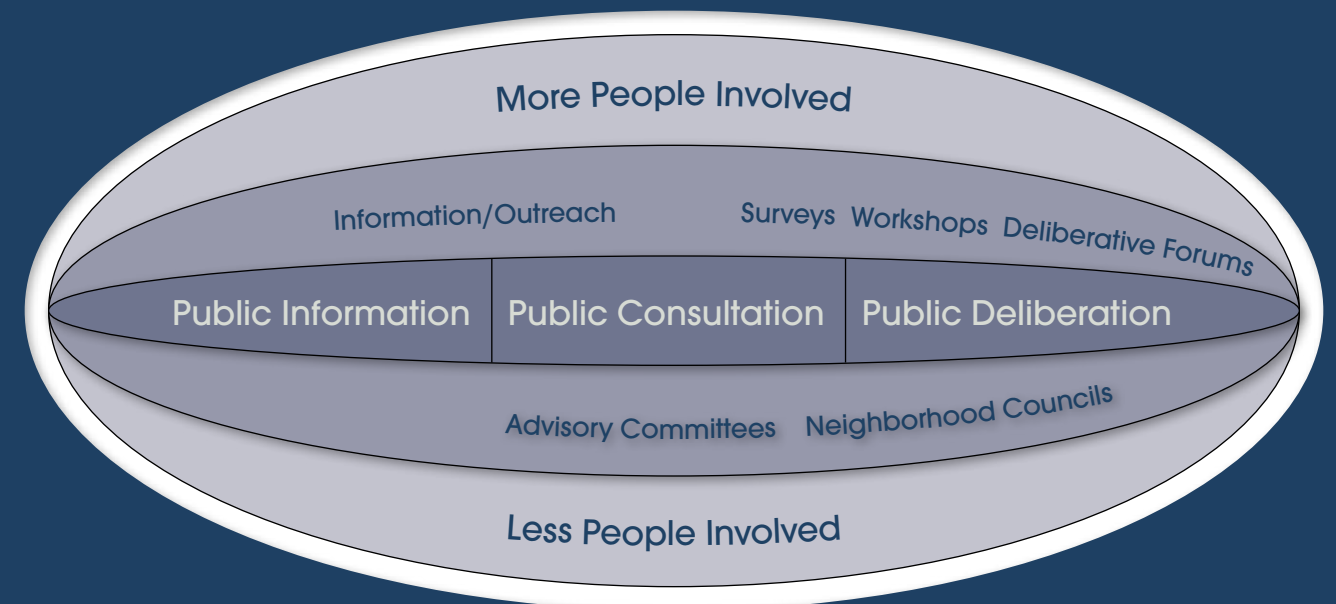 More People Involved
Information/Outreach
Surveys Workshops Deliberative Forums
Public Information
Public Consultation
Public Deliberation
Advisory Committees
Neighborhood Councils
Less People Involved